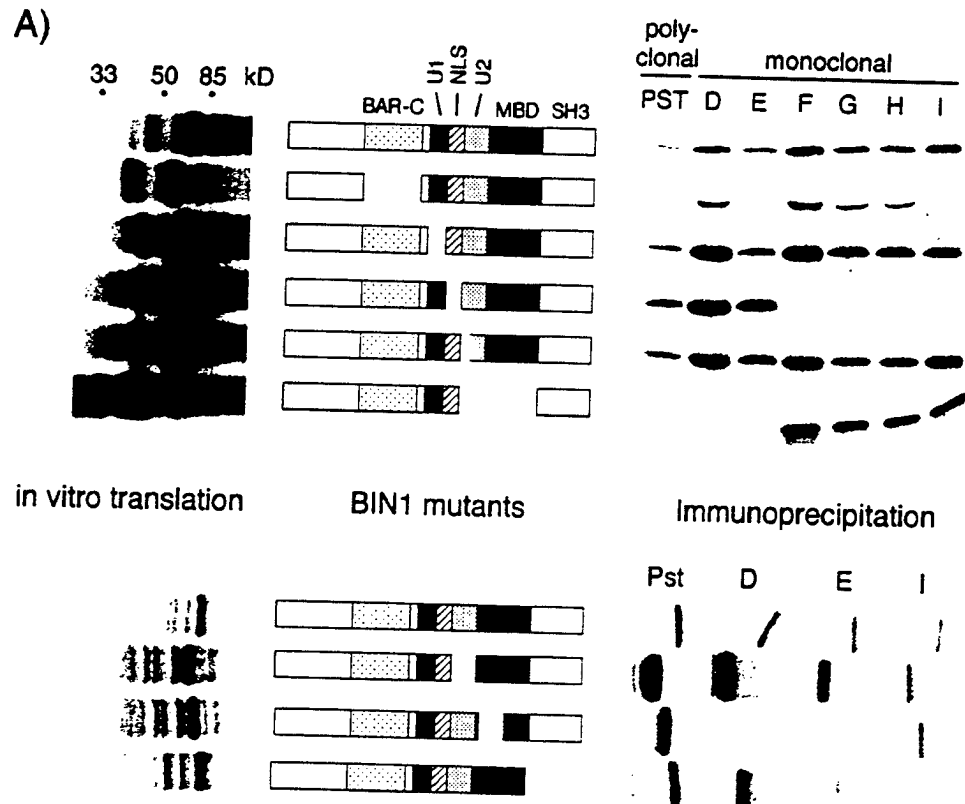 A)
33 50 85 kD
U1 NLS U2
BAR-C MBD SH3
poly-
clonal monoclonal
PST D E F G H I
in vitro translation BIN1 mutants Immunoprecipitation
Pst D E I